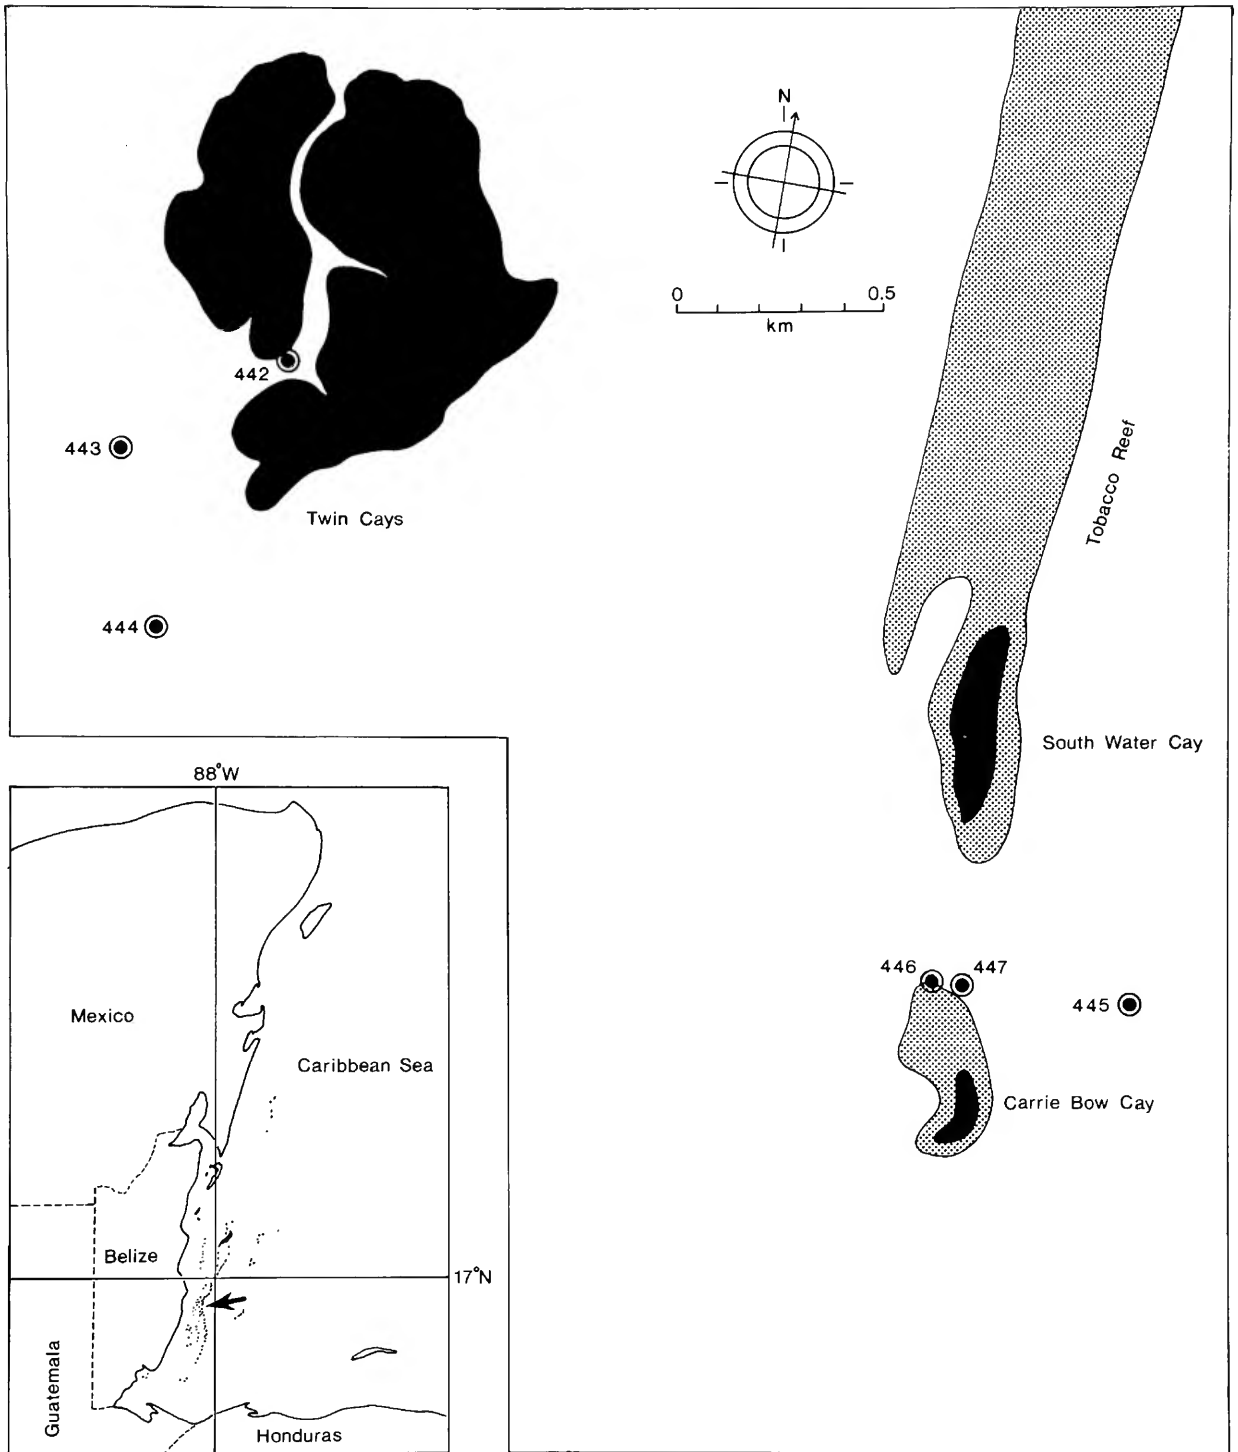 N
0 0.5
km
442
443
Twin Cays
444
Tobacco Reef
South Water Cay
446
447
445
Carrie Bow Cay
88°W
Mexico
Caribbean Sea
Belize
17°N
Guatemala
Honduras